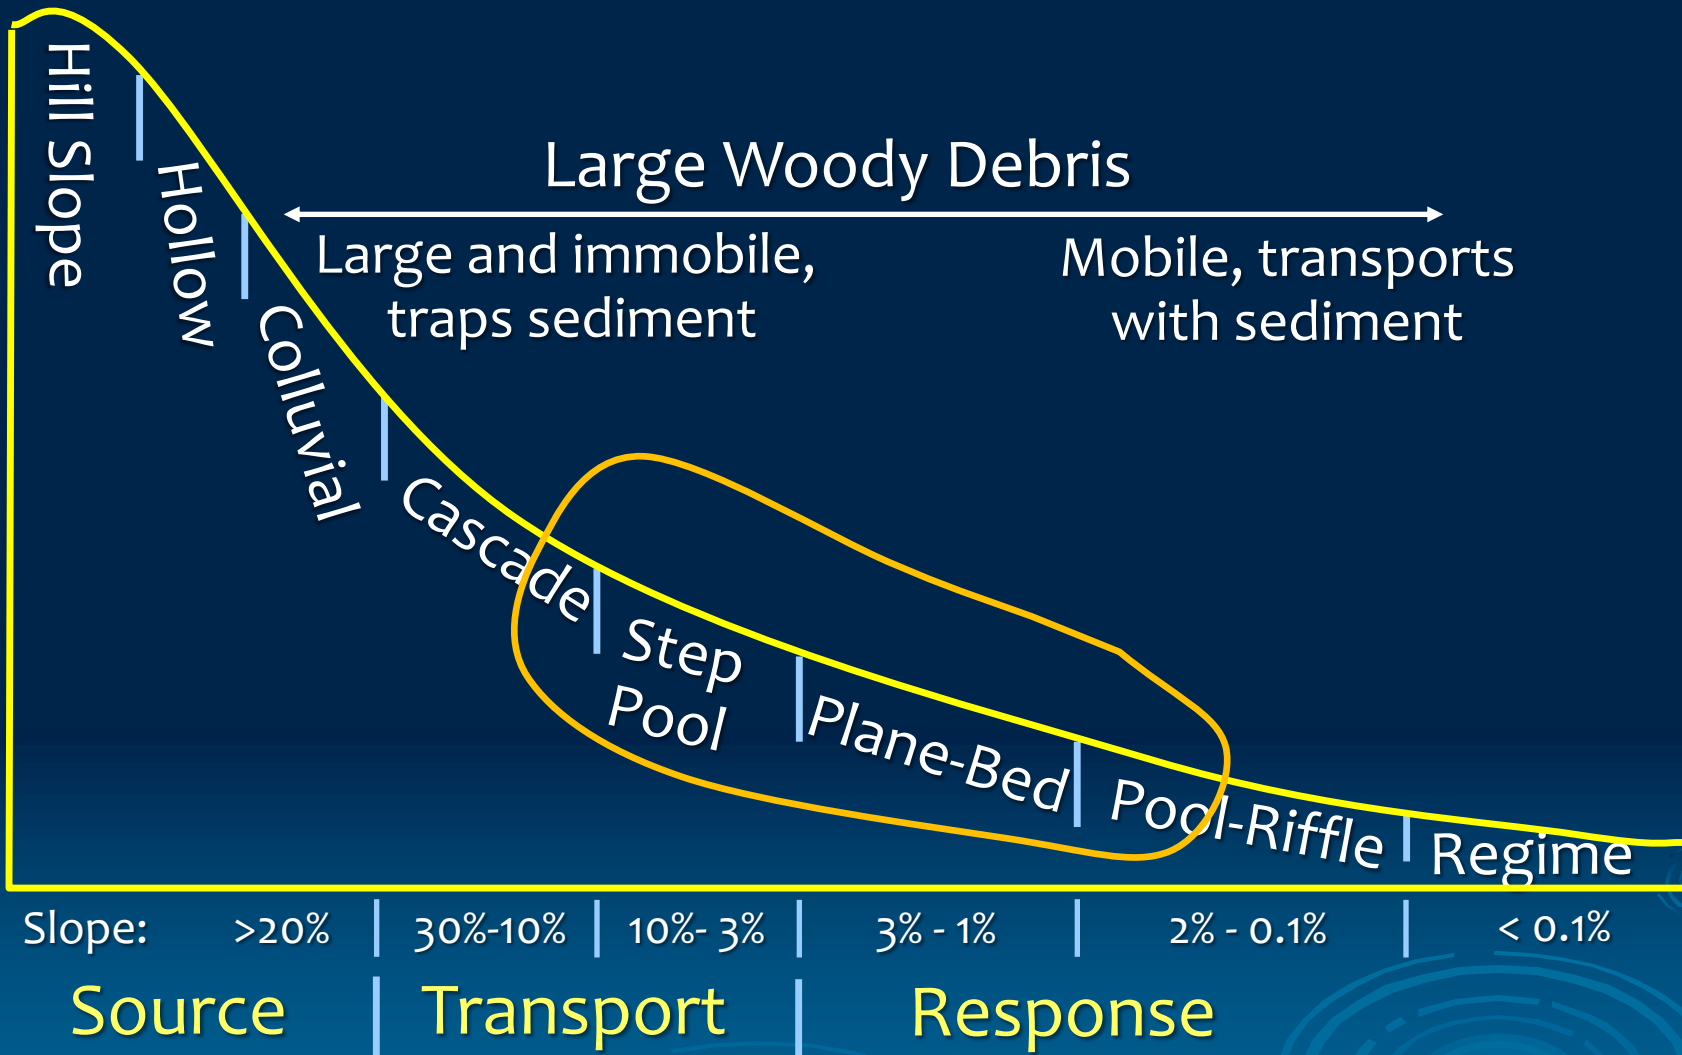 Hill Slope
Hollow
Colluvial
Large Woody Debris
Large and immobile,
traps sediment
Mobile, transports
with sediment
Cascade
Step
Pool
Plane-Bed
Pool-Riffle
Regime
Slope: >20% 30%-10% 10%- 3% 3% - 1% 2% - 0.1% < 0.1%
Source Transport Response